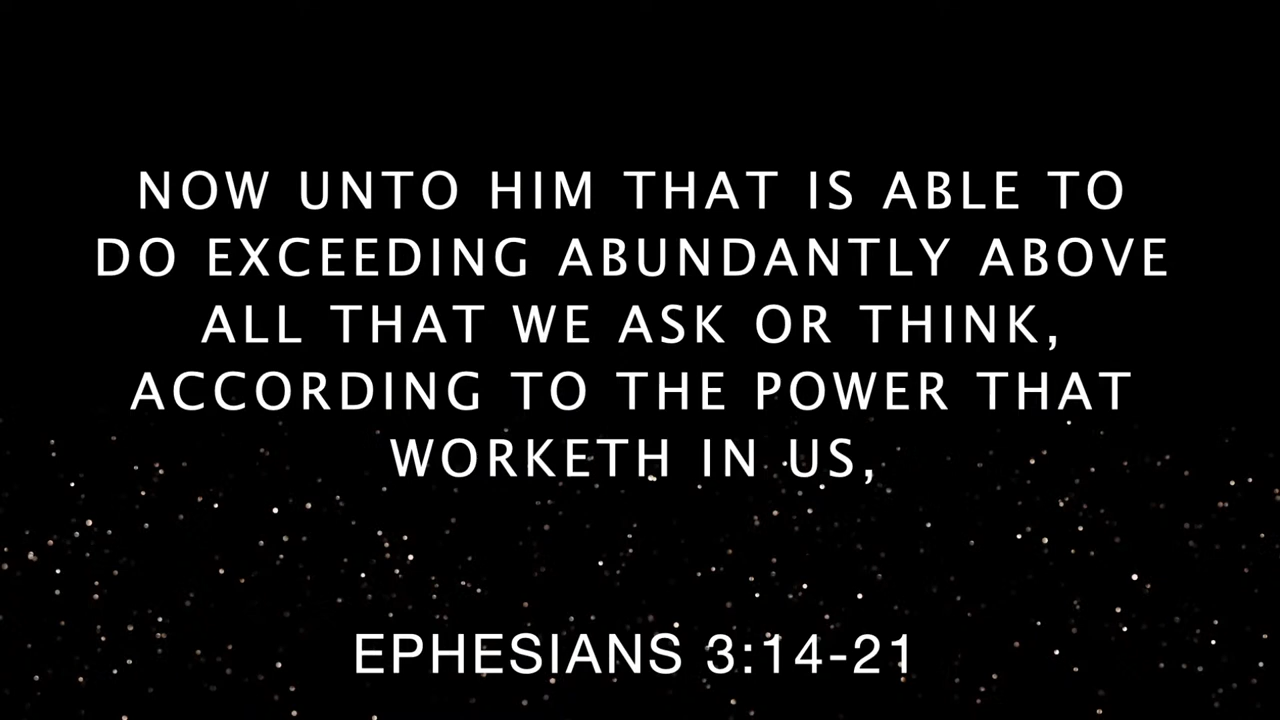 NOW UNTO HIM THAT IS ABLE TO
DO EXCEEDING ABUNDANTLY ABOVE
ALL THAT WE ASK OR THINK,
ACCORDING TO THE POWER THAT
WORKETH IN US,
EPHESIANS 3:14-21